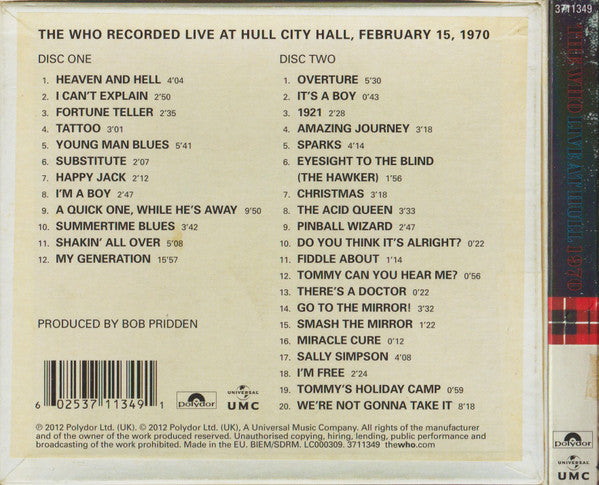 THE WHO RECORDED LIVE AT HULL CITY HALL, FEBRUARY 15, 1970
DISC ONE
1. HEAVEN AND HELL 4'04
2. I CAN'T EXPLAIN 2'50
3. FORTUNE TELLER 2'35
4. TATTOO 3'01
5. YOUNG MAN BLUES 5'41
6. SUBSTITUTE 2'07
7. HAPPY JACK 2'12
8. I'M A BOY 2'47
9. A QUICK ONE, WHILE HE'S AWAY 9'50
10. SUMMERTIME BLUES 3'42
11. SHAKIN' ALL OVER 5'08
12. MY GENERATION 15'57
PRODUCED BY BOB PRIDDEN
DISC TWO
1. OVERTURE 5'30
2. IT'S A BOY 0'43
3. 1921 2'28
4. AMAZING JOURNEY 3'18
5. SPARKS 4'14
6. EYESIGHT TO THE BLIND
(THE HAWKER) 1'56
7. CHRISTMAS 3'18
8. THE ACID QUEEN 3'33
9. PINBALL WIZARD 2'47
10. DO YOU THINK IT'S ALRIGHT? 0'22
11. FIDDLE ABOUT 1'14
12. TOMMY CAN YOU HEAR ME? 0'56
13. THERE'S A DOCTOR 0'22
14. GO TO THE MIRROR! 3'32
15. SMASH THE MIRROR 1'22
16. MIRACLE CURE 0'12
17. SALLY SIMPSON 4'08
18. I'M FREE 2'24
19. TOMMY'S HOLIDAY CAMP 0'59
20. WE'RE NOT GONNA TAKE IT 8'18
6 02537 11349 1
polydor
UNIVERSAL
UMC
℗ 2012 Polydor Ltd. (UK). © 2012 Polydor Ltd. (UK), A Universal Music Company. All rights of the manufacturer
and of the owner of the work produced reserved. Unauthorised copying, hiring, lending, public performance and
broadcasting of the work prohibited. Made in the EU. BIEM/SDRM. LC000309. 3711349 thewho.com
3711349
THE WHO LIVE AT HULL 1970
polydor
UNIVERSAL
UMC